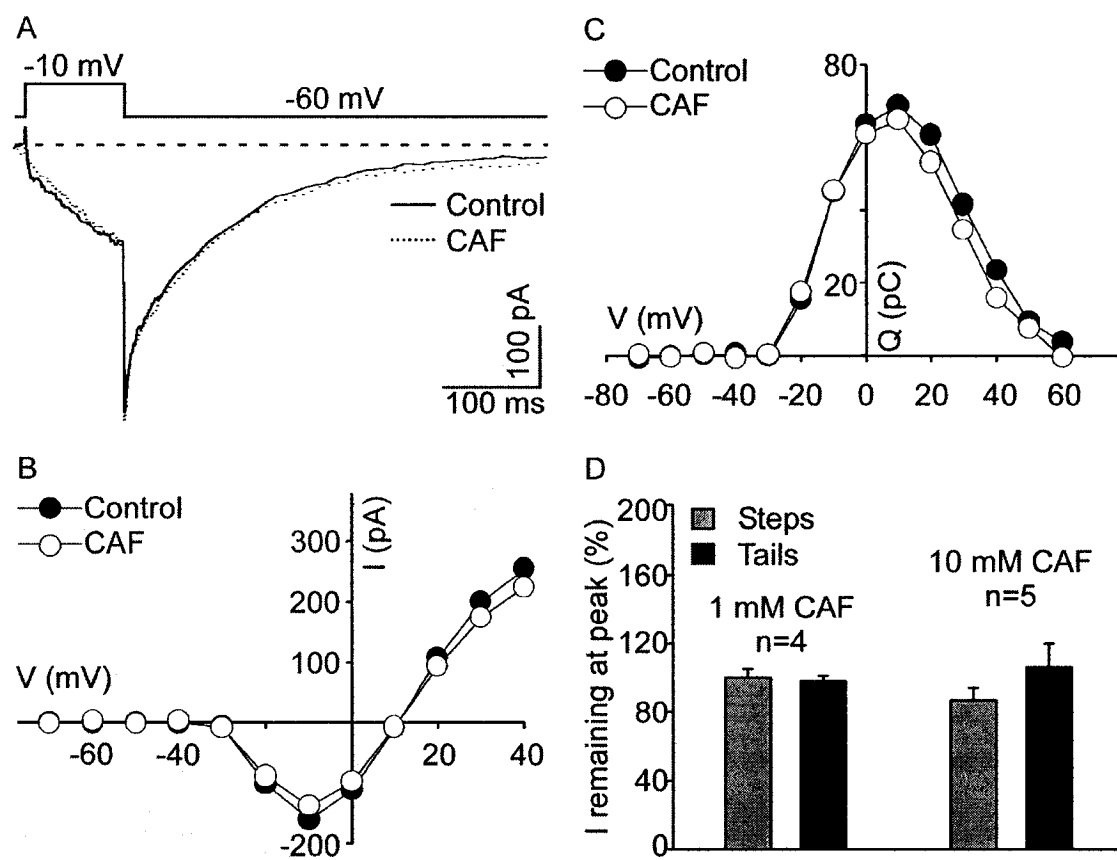 A
-10 mV
-60 mV
Control
CAF
100 pA
100 ms
B
Control
CAF
I (pA)
300
200
100
V (mV)
-60
-40
20
40
-200
C
Control
CAF
80
20
Q (pC)
V (mV)
-80
-60
-40
-20
0
20
40
60
D
I remaining at peak (%)
200
160
120
80
40
0
Steps
Tails
1 mM CAF
n=4
10 mM CAF
n=5